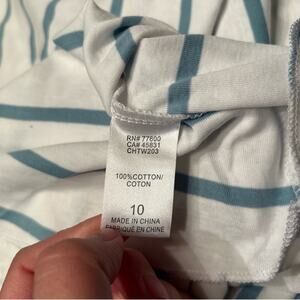 RN# 77600
CA# 45831
CHTW203
100%COTTON/
COTON
10
MADE IN CHINA
FABRIQUÉ EN CHINE